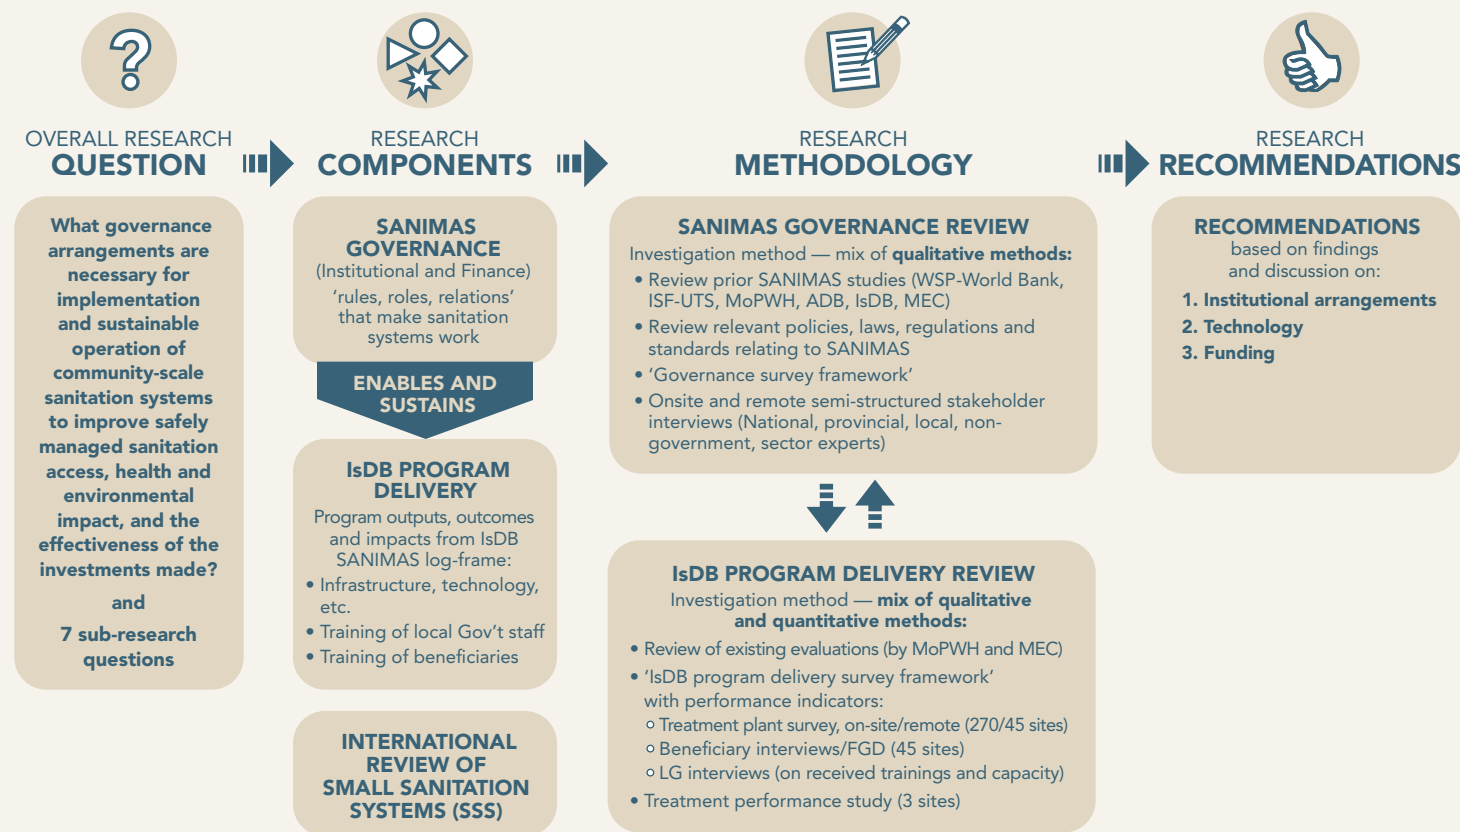 OVERALL RESEARCH
QUESTION
What governance
arrangements are
necessary for
implementation
and sustainable
operation of
community-scale
sanitation systems
to improve safely
managed sanitation
access, health and
environmental
impact, and the
effectiveness of the
investments made?
and
7 sub-research
questions
RESEARCH
COMPONENTS
SANIMAS
GOVERNANCE
(Institutional and Finance)
‘rules, roles, relations’
that make sanitation
systems work
ENABLES AND
SUSTAINS
IsDB PROGRAM
DELIVERY
Program outputs, outcomes
and impacts from IsDB
SANIMAS log-frame:
• Infrastructure, technology,
etc.
• Training of local Gov’t staff
• Training of beneficiaries
INTERNATIONAL
REVIEW OF
SMALL SANITATION
SYSTEMS (SSS)
RESEARCH
METHODOLOGY
SANIMAS GOVERNANCE REVIEW
Investigation method — mix of qualitative methods:
• Review prior SANIMAS studies (WSP-World Bank,
ISF-UTS, MoPWH, ADB, IsDB, MEC)
• Review relevant policies, laws, regulations and
standards relating to SANIMAS
• ‘Governance survey framework’
• Onsite and remote semi-structured stakeholder
interviews (National, provincial, local, non-
government, sector experts)
IsDB PROGRAM DELIVERY REVIEW
Investigation method — mix of qualitative
and quantitative methods:
• Review of existing evaluations (by MoPWH and MEC)
• ‘IsDB program delivery survey framework’
with performance indicators:
○ Treatment plant survey, on-site/remote (270/45 sites)
○ Beneficiary interviews/FGD (45 sites)
○ LG interviews (on received trainings and capacity)
• Treatment performance study (3 sites)
RESEARCH
RECOMMENDATIONS
RECOMMENDATIONS
based on findings
and discussion on:
1. Institutional arrangements
2. Technology
3. Funding